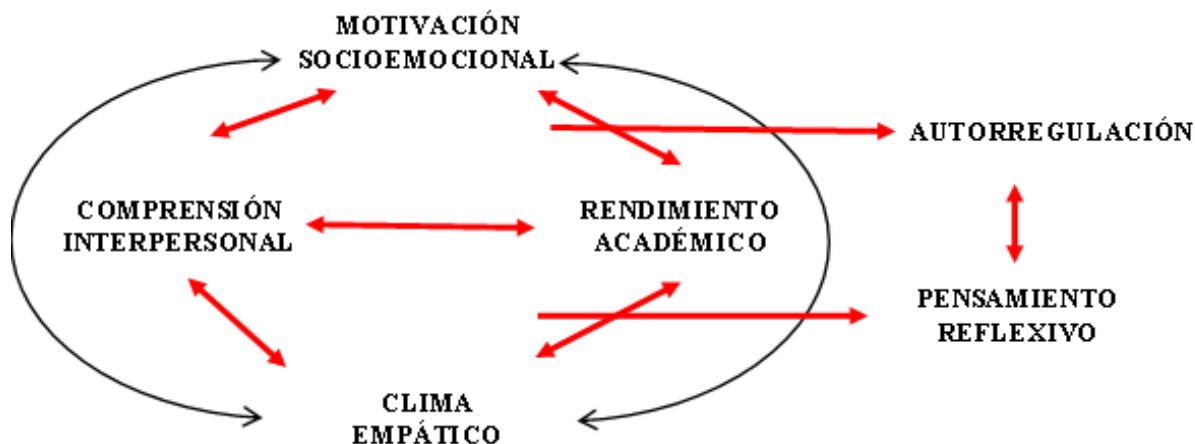 MOTIVACIÓN
SOCIOEMOCIONAL
AUTORREGULACIÓN
COMPRENSIÓN
INTERPERSONAL
RENDIMIENTO
ACADÉMICO
PENSAMIENTO
REFLEXIVO
CLIMA
EMPÁTICO